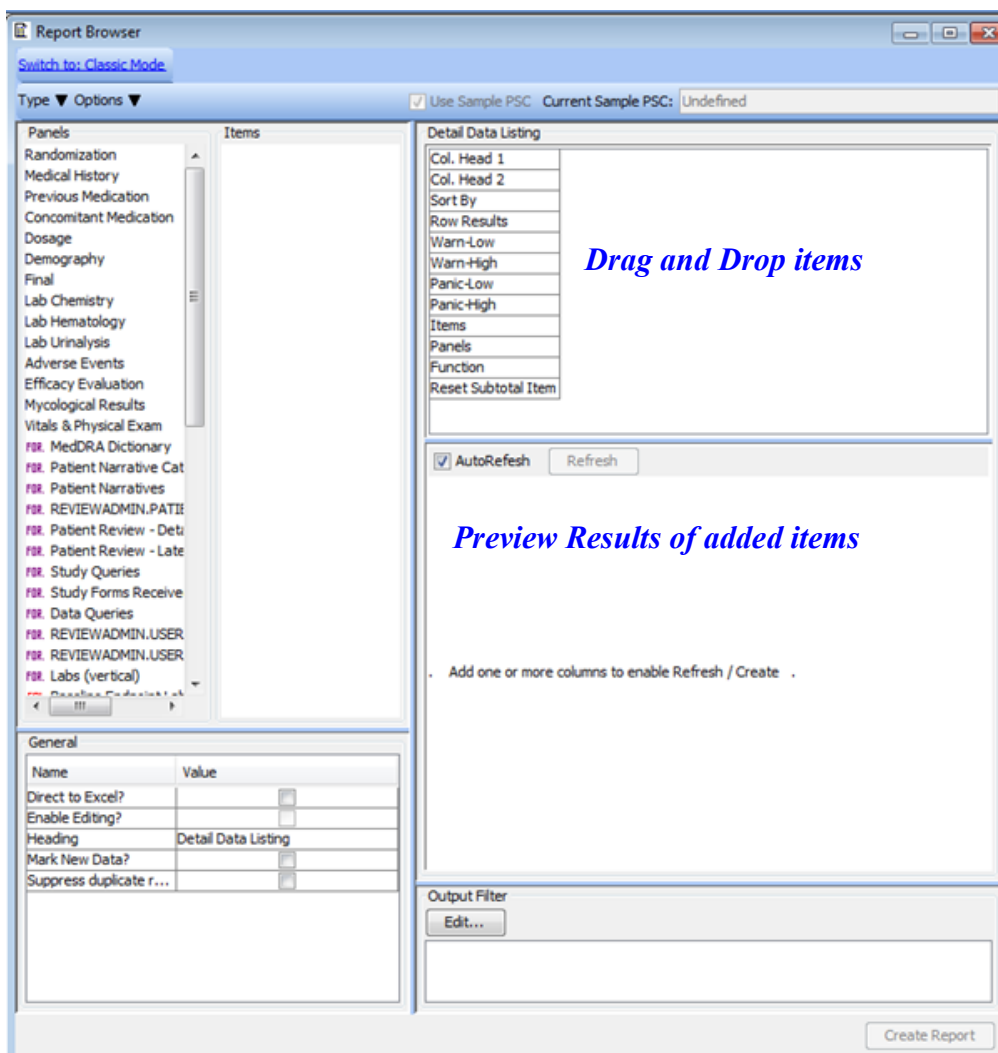 Report Browser
Switch to: Classic Mode
Type ▼ Options ▼
Use Sample PSC Current Sample PSC: Undefined
Panels
Randomization
Medical History
Previous Medication
Concomitant Medication
Dosage
Demography
Final
Lab Chemistry
Lab Hematology
Lab Urinalysis
Adverse Events
Efficacy Evaluation
Mycological Results
Vitals & Physical Exam
FOR. MedDRA Dictionary
FOR. Patient Narrative Cat
FOR. Patient Narratives
FOR. REVIEWADMIN.PATIE
FOR. Patient Review - Deta
FOR. Patient Review - Late
FOR. Study Queries
FOR. Study Forms Receive
FOR. Data Queries
FOR. REVIEWADMIN.USER
FOR. REVIEWADMIN.USER
FOR. Labs (vertical)
Items
Detail Data Listing
Col. Head 1
Col. Head 2
Sort By
Row Results
Warn-Low
Warn-High
Panic-Low
Panic-High
Items
Panels
Function
Reset Subtotal Item
Drag and Drop items
AutoRefesh Refresh
Preview Results of added items
. Add one or more columns to enable Refresh / Create .
General
Name Value
Direct to Excel?
Enable Editing?
Heading Detail Data Listing
Mark New Data?
Suppress duplicate r...
Output Filter
Edit...
Create Report